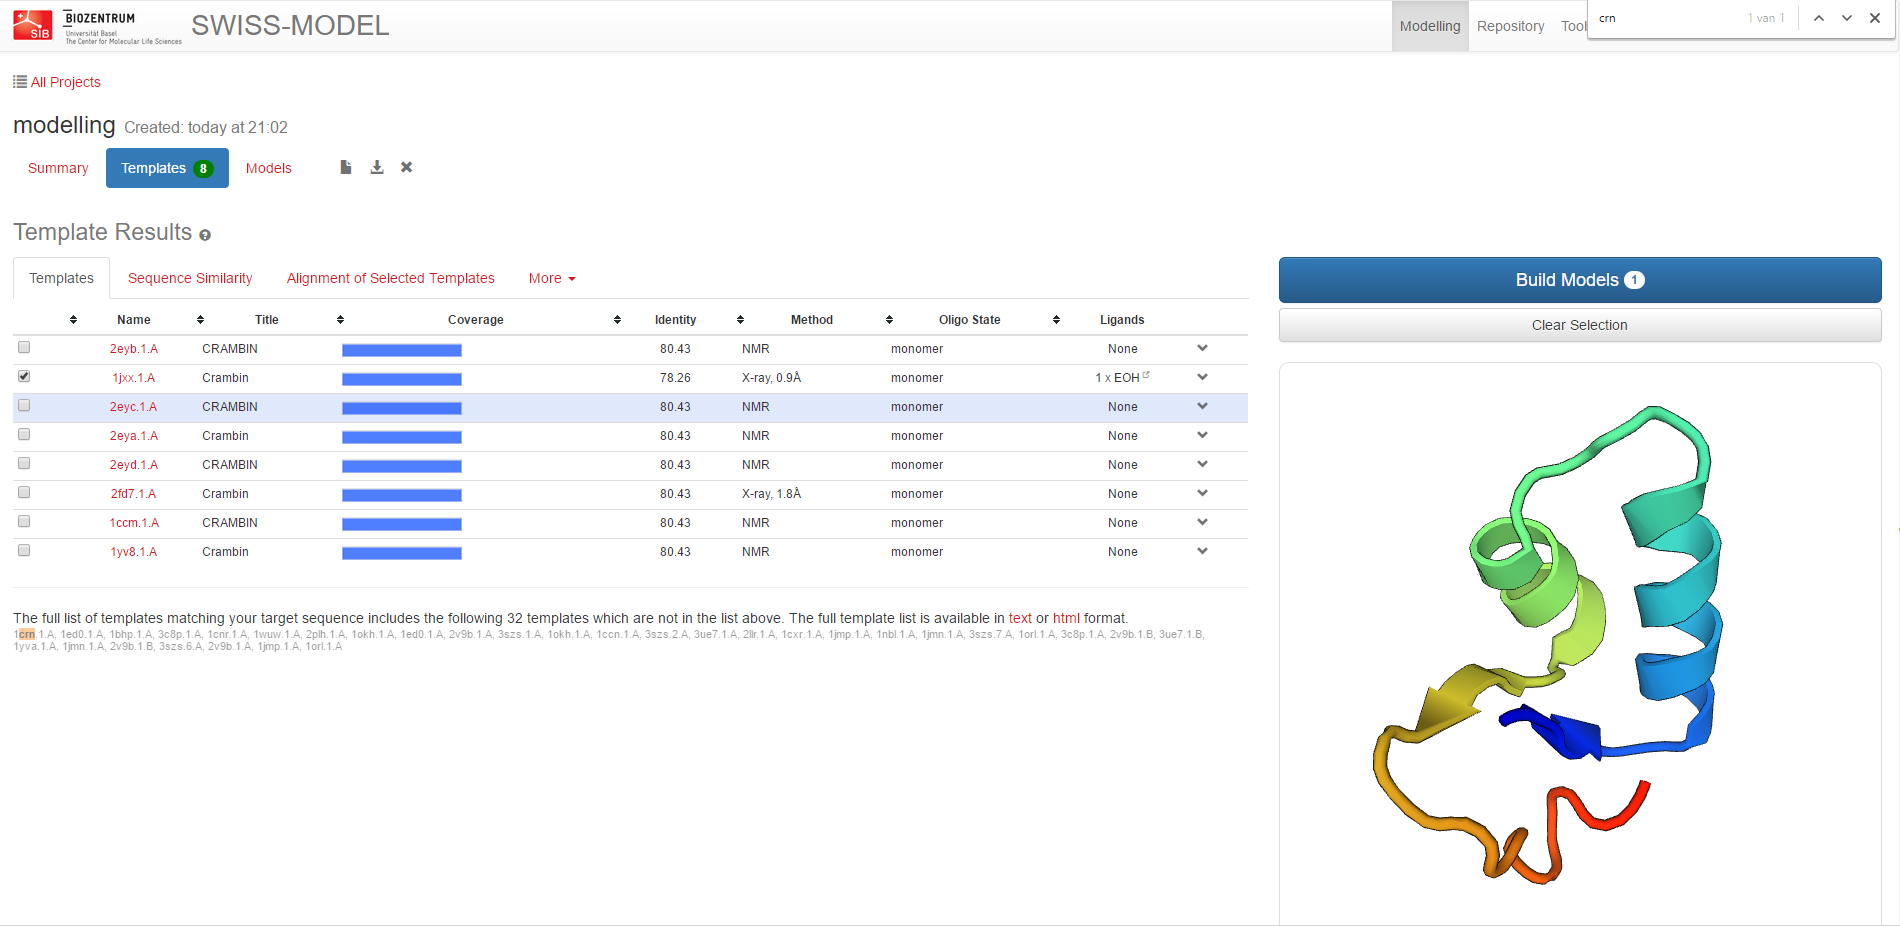 SIB
BIOZENTRUM
Universität Basel
The Center for Molecular Life Sciences
SWISS-MODEL
Modelling Repository Tool
crn 1 van 1
All Projects
modelling Created: today at 21:02
Summary Templates 8 Models
Template Results ?
Templates Sequence Similarity Alignment of Selected Templates More
Name Title Coverage Identity Method Oligo State Ligands
2eyb.1.A CRAMBIN 80.43 NMR monomer None
1jxx.1.A Crambin 78.26 X-ray, 0.9Å monomer 1 x EOH
2eyc.1.A CRAMBIN 80.43 NMR monomer None
2eya.1.A Crambin 80.43 NMR monomer None
2eyd.1.A CRAMBIN 80.43 NMR monomer None
2fd7.1.A Crambin 80.43 X-ray, 1.8Å monomer None
1ccm.1.A CRAMBIN 80.43 NMR monomer None
1yv8.1.A Crambin 80.43 NMR monomer None
The full list of templates matching your target sequence includes the following 32 templates which are not in the list above. The full template list is available in text or html format.
1crn.1.A, 1ed0.1.A, 1bhp.1.A, 3c8p.1.A, 1cnr.1.A, 1wuw.1.A, 2plh.1.A, 1okh.1.A, 1ed0.1.A, 2v9b.1.A, 3szs.1.A, 1okh.1.A, 1ccn.1.A, 3szs.2.A, 3ue7.1.A, 2llr.1.A, 1cxr.1.A, 1jmp.1.A, 1nbl.1.A, 1jmn.1.A, 3szs.7.A, 1orl.1.A, 3c8p.1.A, 2v9b.1.B, 3ue7.1.B,
1yva.1.A, 1jmn.1.A, 2v9b.1.B, 3szs.6.A, 2v9b.1.A, 1jmp.1.A, 1orl.1.A
Build Models 1
Clear Selection